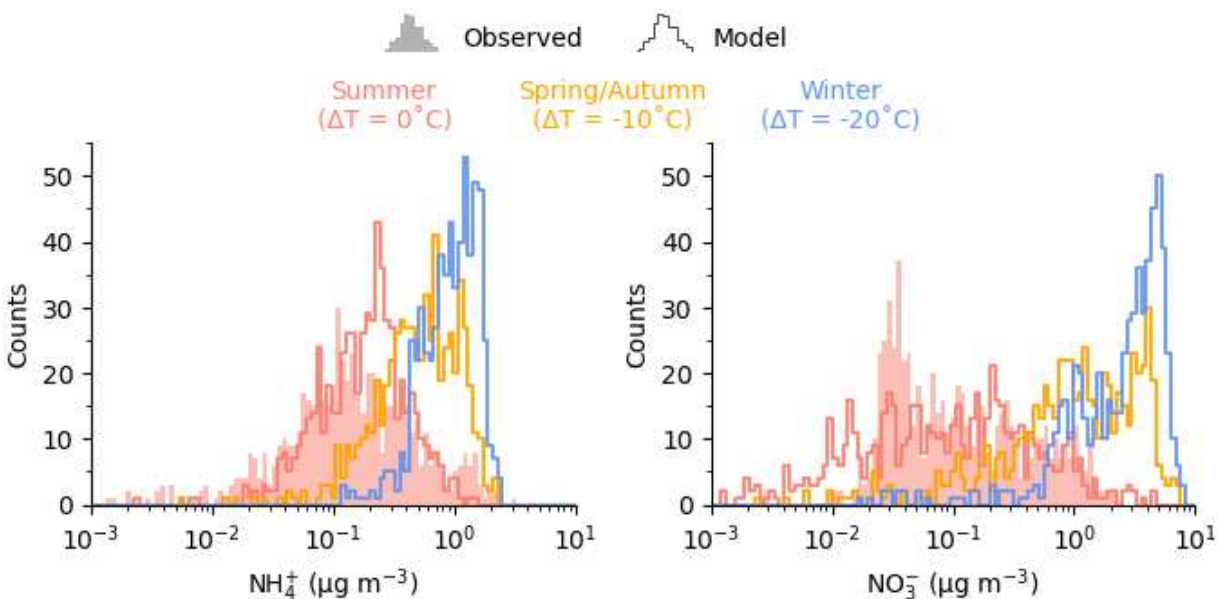 Observed Model
Summer Spring/Autumn Winter
(ΔT = 0°C) (ΔT = -10°C) (ΔT = -20°C)
50 50
40 40
30 30
20 20
10 10
0 0
Counts Counts
10⁻³ 10⁻² 10⁻¹ 10⁰ 10¹ 10⁻³ 10⁻² 10⁻¹ 10⁰ 10¹
NH₄⁺ (µg m⁻³) NO₃⁻ (µg m⁻³)